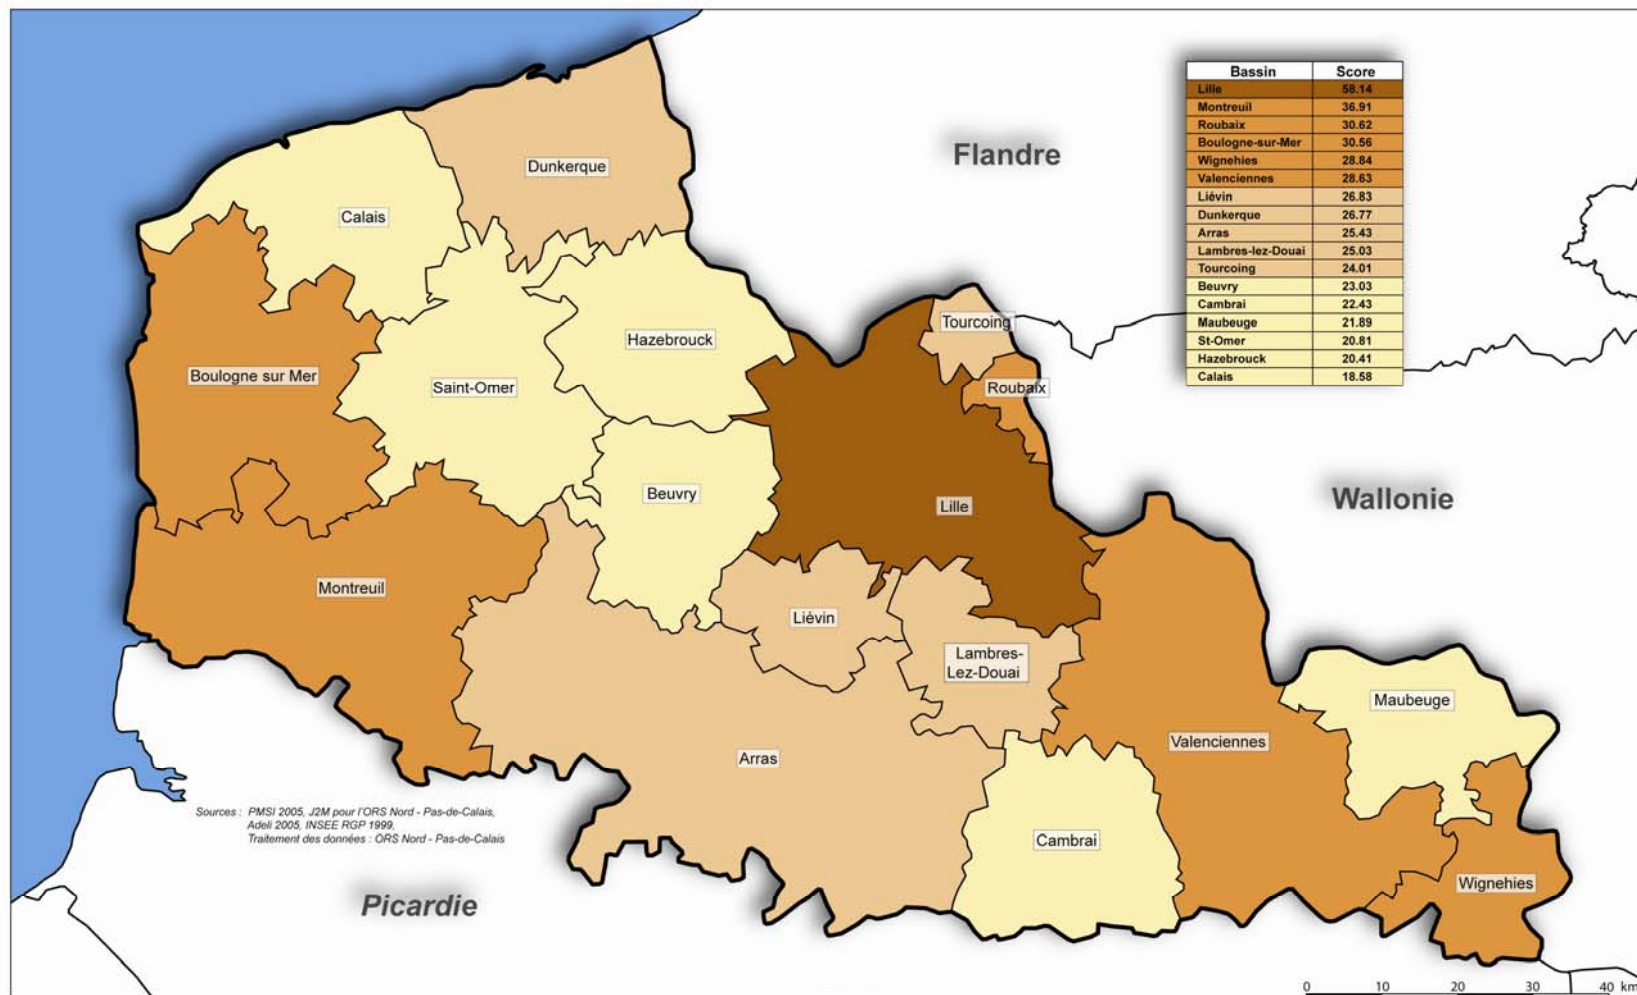 Bassin Score
Lille 58.14
Montreuil 36.91
Roubaix 30.62
Boulogne-sur-Mer 30.56
Wignehies 28.84
Valenciennes 28.63
Liévin 26.83
Dunkerque 26.77
Arras 25.43
Lambres-lez-Douai 25.03
Tourcoing 24.01
Beuvry 23.03
Cambrai 22.43
Maubeuge 21.89
St-Omer 20.81
Hazebrouck 20.41
Calais 18.58
Flandre
Dunkerque
Calais
Tourcoing
Hazebrouck
Boulogne sur Mer
Saint-Omer
Roubaix
Beuvry
Lille
Wallonie
Montreuil
Liévin
Lambres-
Lez-Douai
Maubeuge
Valenciennes
Arras
Sources : PMSI 2005, J2M pour l'ORS Nord - Pas-de-Calais,
Adeli 2005, INSEE RGP 1999,
Traitement des données : ORS Nord - Pas-de-Calais
Cambrai
Wignehies
Picardie
0 10 20 30 40 km